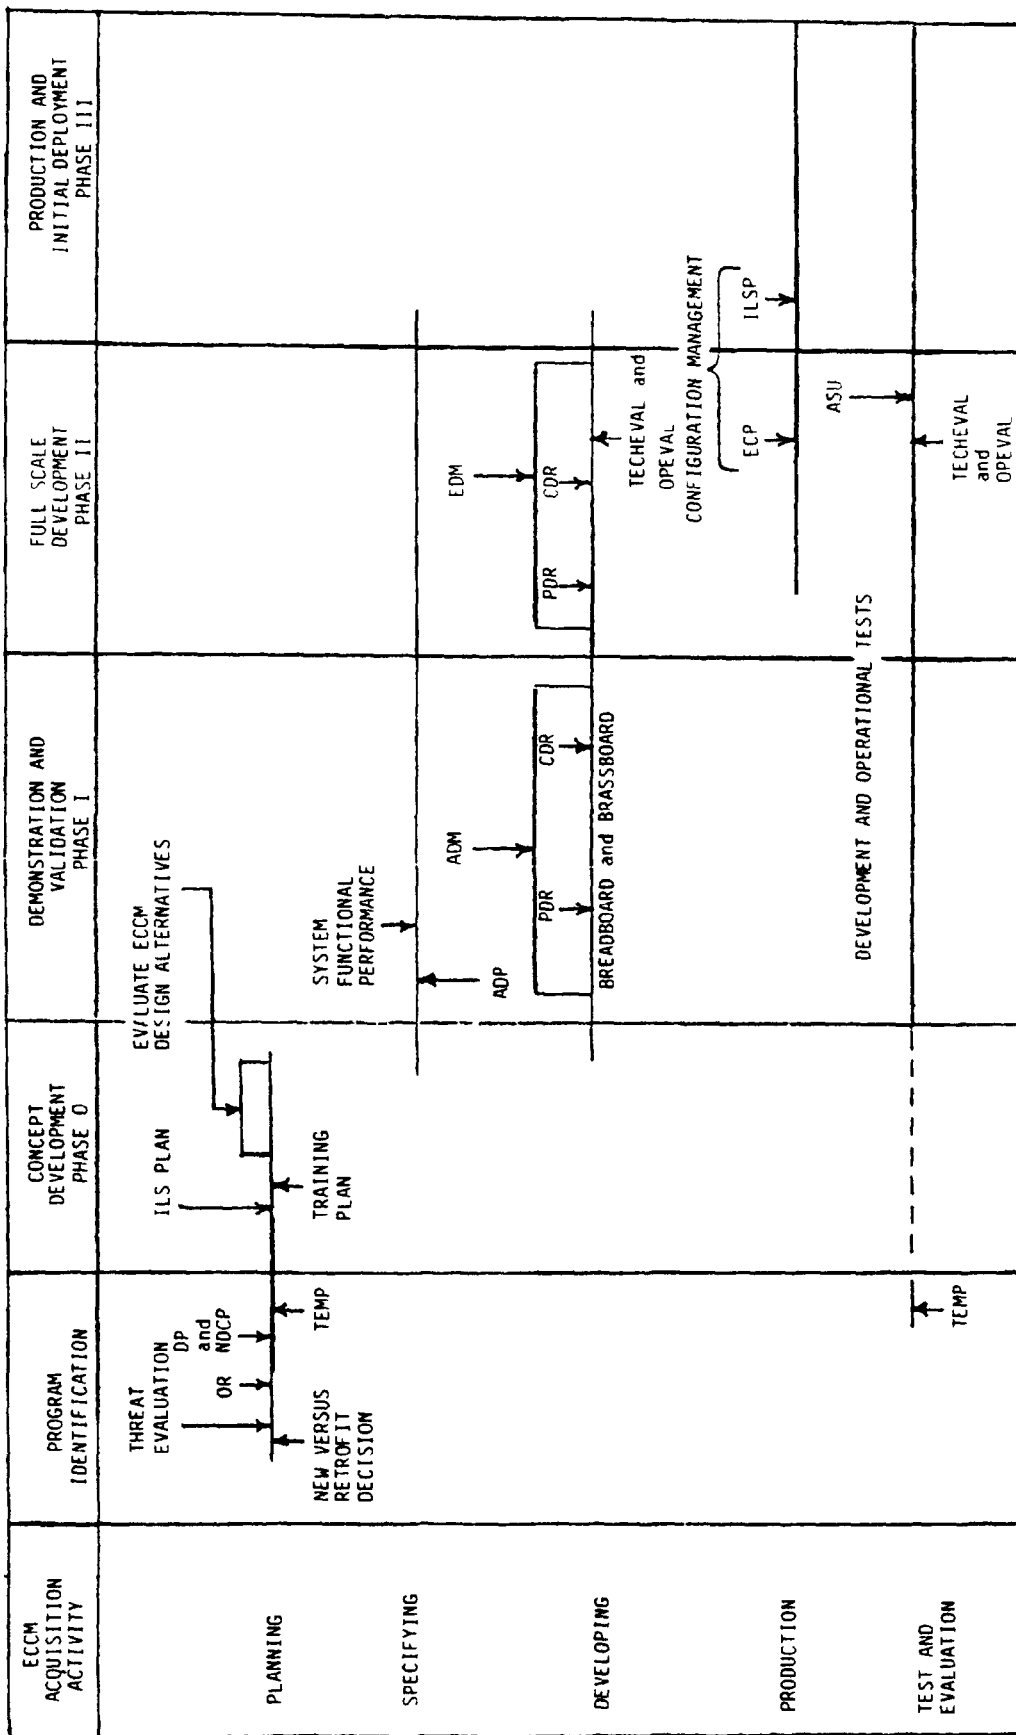 ECCM
ACQUISITION
ACTIVITY
PROGRAM
IDENTIFICATION
CONCEPT
DEVELOPMENT
PHASE O
DEMONSTRATION AND
VALIDATION
PHASE I
FULL SCALE
DEVELOPMENT
PHASE II
PRODUCTION AND
INITIAL DEPLOYMENT
PHASE III
PLANNING
THREAT
EVALUATION
OR
DP
and
NDCP
NEW VERSUS
RETROFIT
DECISION
TEMP
ILS PLAN
TRAINING
PLAN
EVALUATE ECCM
DESIGN ALTERNATIVES
SPECIFYING
SYSTEM
FUNCTIONAL
PERFORMANCE
ADP
DEVELOPING
ADM
PDR
CDR
BREADBOARD and BRASSBOARD
EDM
PDR
CDR
TECHEVAL and
OPEVAL
PRODUCTION
CONFIGURATION MANAGEMENT
ECP
ILSP
TEST AND
EVALUATION
TEMP
DEVELOPMENT AND OPERATIONAL TESTS
ASU
TECHEVAL
and
OPEVAL